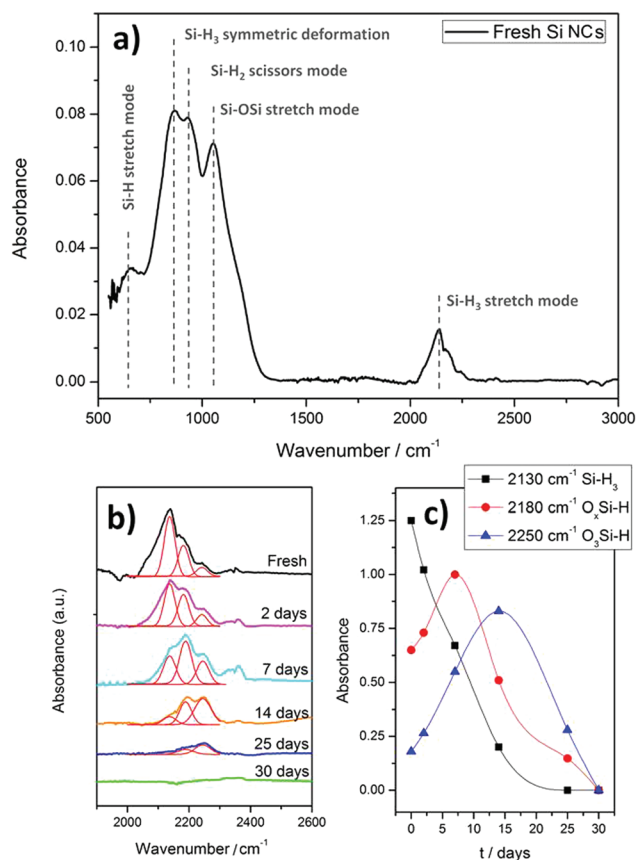 a)
Si-H3 symmetric deformation
Si-H2 scissors mode
Si-OSi stretch mode
Si-H stretch mode
Si-H3 stretch mode
Fresh Si NCs
Absorbance
0.10
0.08
0.06
0.04
0.02
0.00
500 1000 1500 2000 2500 3000
Wavenumber / cm-1
b)
Fresh
2 days
7 days
14 days
25 days
30 days
Absorbance (a.u.)
2000 2200 2400 2600
Wavenumber / cm-1
c)
2130 cm-1 Si-H3
2180 cm-1 OxSi-H
2250 cm-1 O3Si-H
Absorbance
1.25
1.00
0.75
0.50
0.25
0.00
0 5 10 15 20 25 30
t / days